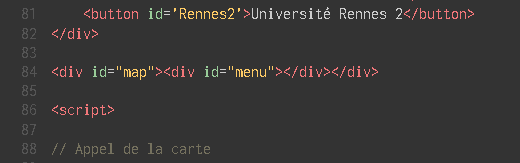 81 <button id='Rennes2'>Université Rennes 2</button>
82 </div>
83
84 <div id="map"><div id="menu"></div></div>
85
86 <script>
87
88 // Appel de la carte